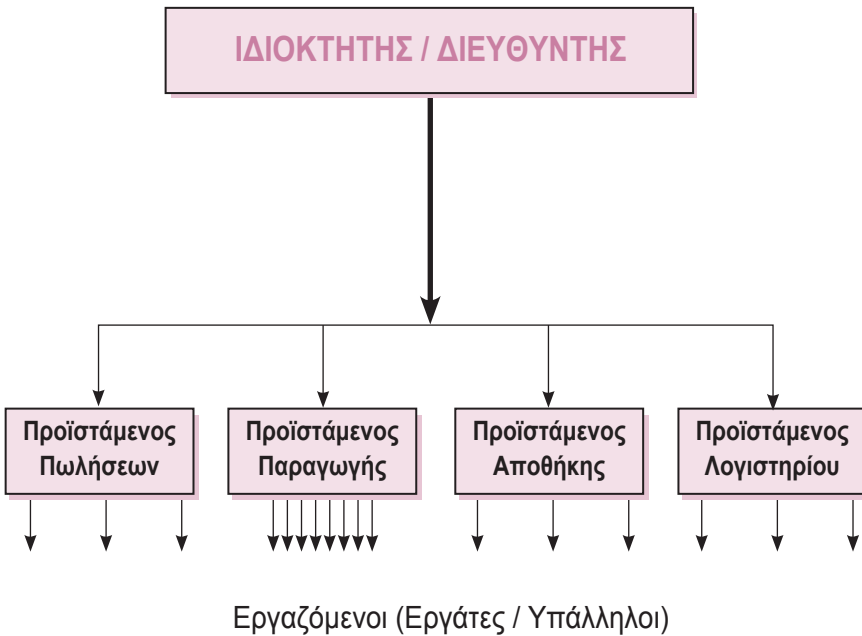 ΙΔΙΟΚΤΗΤΗΣ / ΔΙΕΥΘΥΝΤΗΣ
Προϊστάμενος
Πωλήσεων
Προϊστάμενος
Παραγωγής
Προϊστάμενος
Αποθήκης
Προϊστάμενος
Λογιστηρίου
Εργαζόμενοι (Εργάτες / Υπάλληλοι)